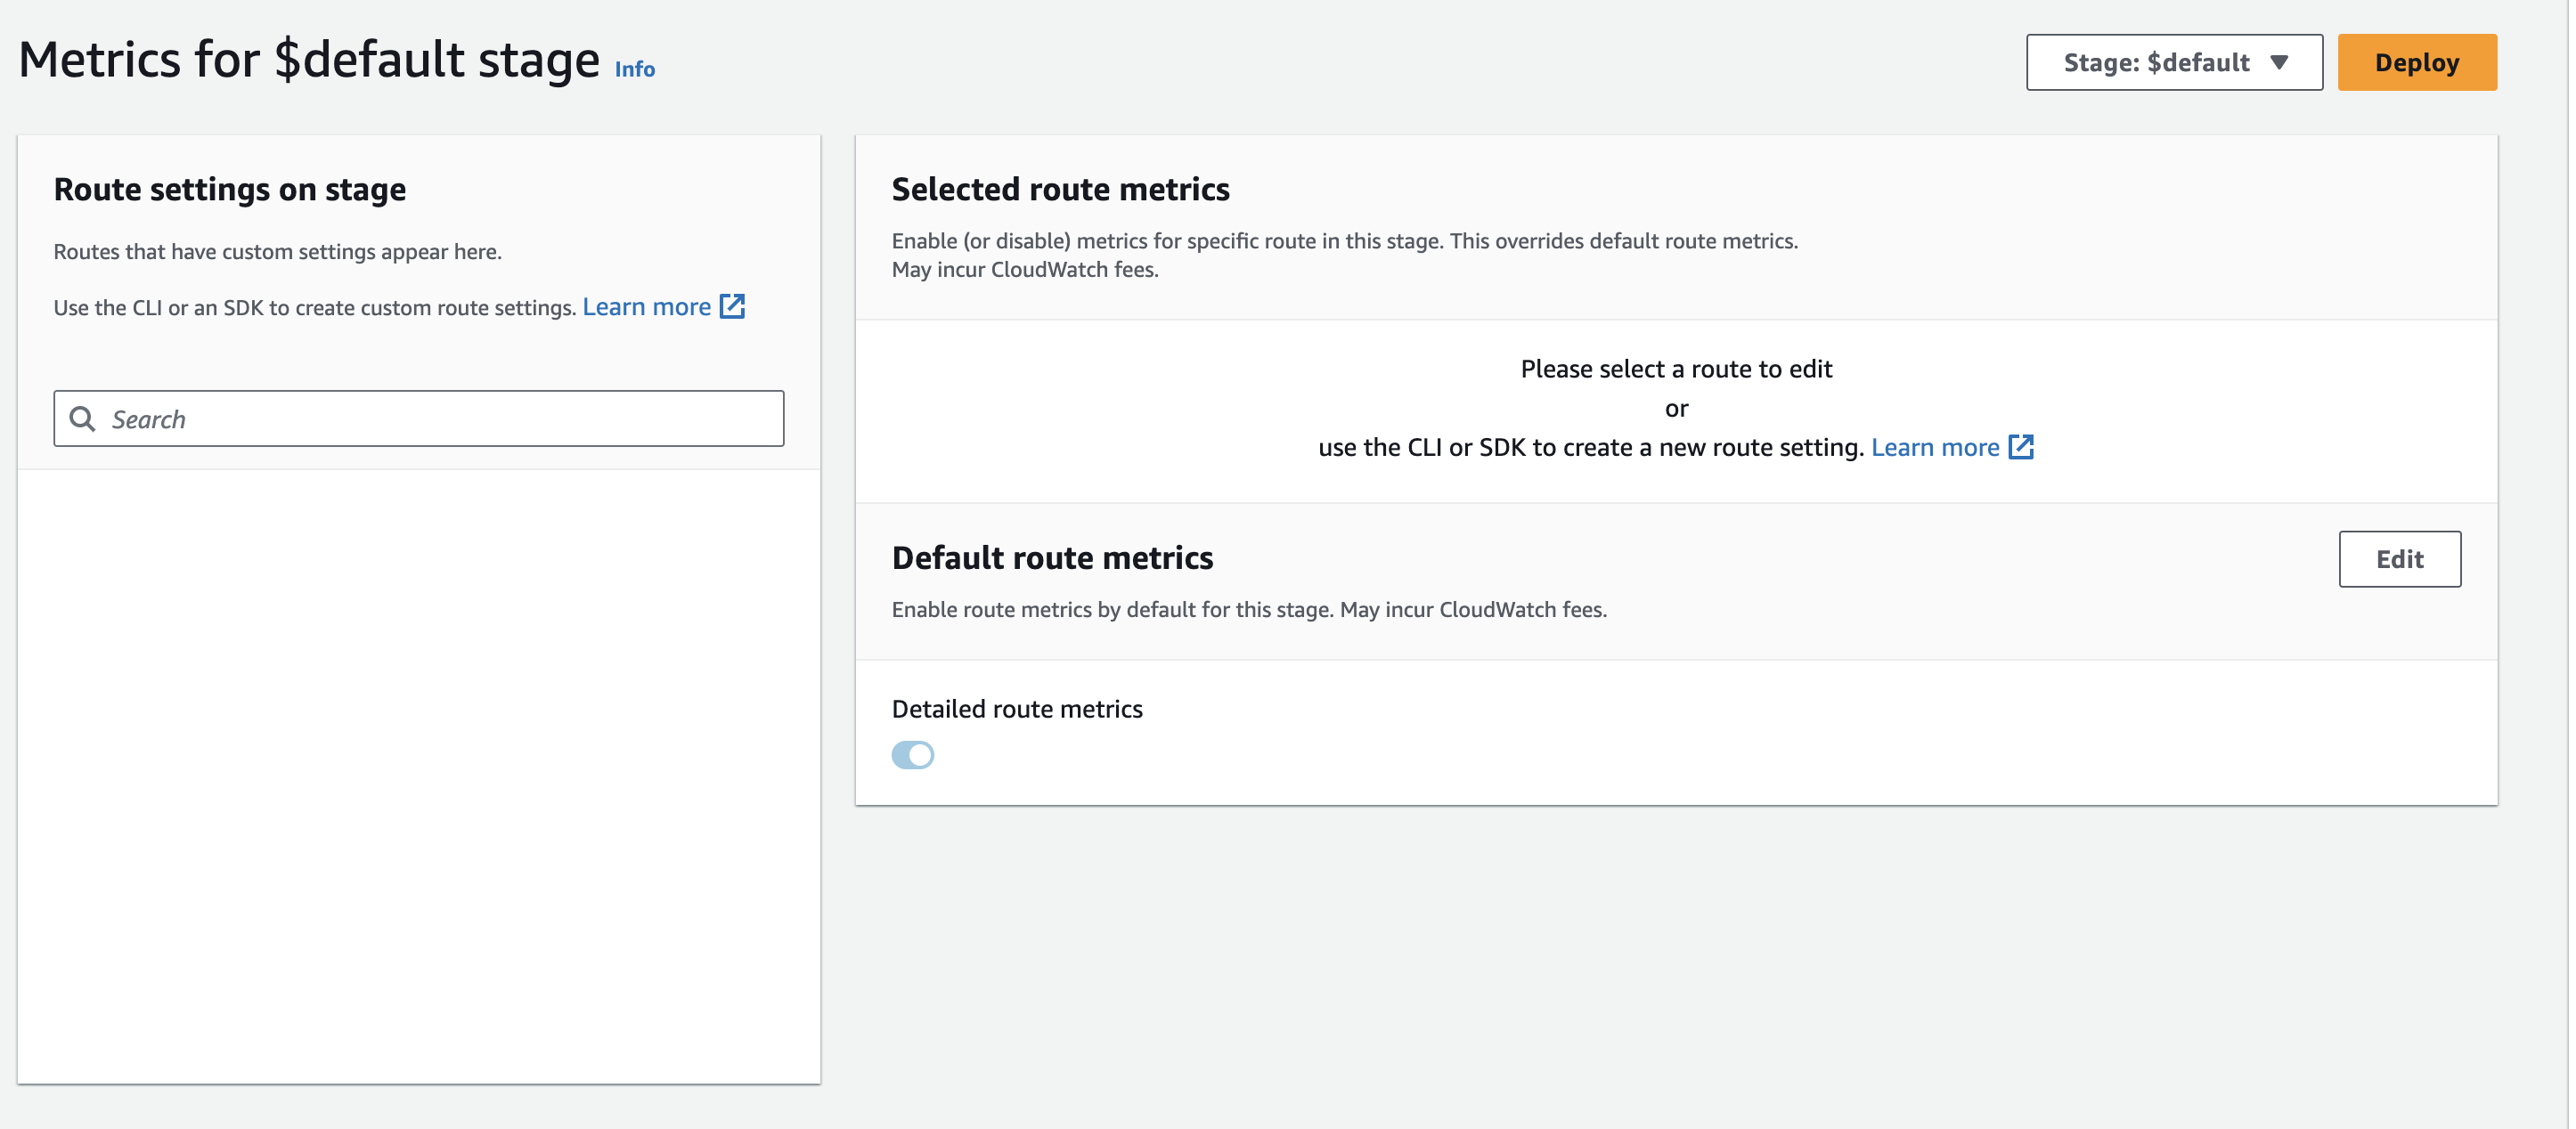 Metrics for $default stage Info
Stage: $default
Deploy
Route settings on stage
Routes that have custom settings appear here.
Use the CLI or an SDK to create custom route settings. Learn more
Search
Selected route metrics
Enable (or disable) metrics for specific route in this stage. This overrides default route metrics.
May incur CloudWatch fees.
Please select a route to edit
or
use the CLI or SDK to create a new route setting. Learn more
Default route metrics
Edit
Enable route metrics by default for this stage. May incur CloudWatch fees.
Detailed route metrics